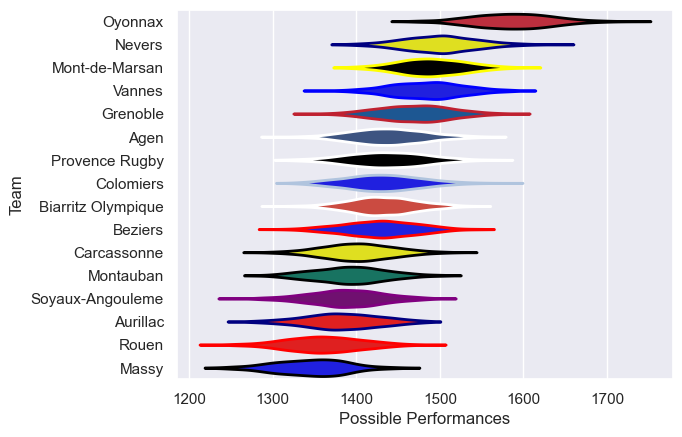 Oyonnax
Nevers
Mont-de-Marsan
Vannes
Grenoble
Agen
Provence Rugby
Colomiers
Biarritz Olympique
Beziers
Carcassonne
Montauban
Soyaux-Angouleme
Aurillac
Rouen
Massy
Team
1200 1300 1400 1500 1600 1700
Possible Performances